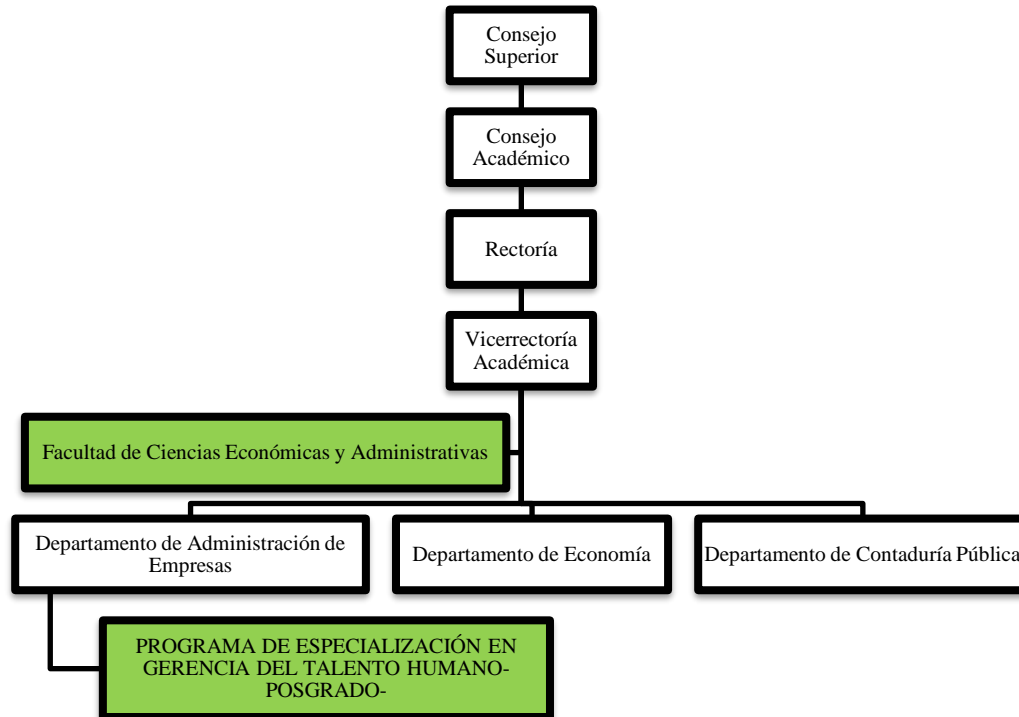 Consejo
Superior
Consejo
Académico
Rectoría
Vicerrectoría
Académica
Facultad de Ciencias Económicas y Administrativas
Departamento de Administración de
Empresas
Departamento de Economía
Departamento de Contaduría Pública
PROGRAMA DE ESPECIALIZACIÓN EN
GERENCIA DEL TALENTO HUMANO-
POSGRADO-